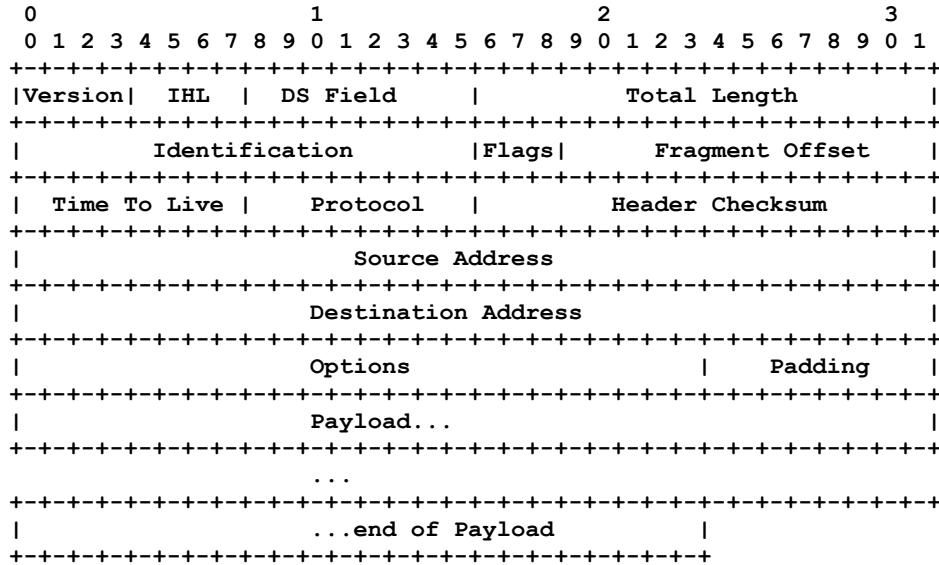 0                   1                   2                   3
 0 1 2 3 4 5 6 7 8 9 0 1 2 3 4 5 6 7 8 9 0 1 2 3 4 5 6 7 8 9 0 1
+-+-+-+-+-+-+-+-+-+-+-+-+-+-+-+-+-+-+-+-+-+-+-+-+-+-+-+-+-+-+-+-+
|Version|  IHL  |  DS Field     |          Total Length         |
+-+-+-+-+-+-+-+-+-+-+-+-+-+-+-+-+-+-+-+-+-+-+-+-+-+-+-+-+-+-+-+-+
|         Identification        |Flags|      Fragment Offset    |
+-+-+-+-+-+-+-+-+-+-+-+-+-+-+-+-+-+-+-+-+-+-+-+-+-+-+-+-+-+-+-+-+
|  Time To Live |    Protocol   |         Header Checksum       |
+-+-+-+-+-+-+-+-+-+-+-+-+-+-+-+-+-+-+-+-+-+-+-+-+-+-+-+-+-+-+-+-+
|                       Source Address                          |
+-+-+-+-+-+-+-+-+-+-+-+-+-+-+-+-+-+-+-+-+-+-+-+-+-+-+-+-+-+-+-+-+
|                    Destination Address                        |
+-+-+-+-+-+-+-+-+-+-+-+-+-+-+-+-+-+-+-+-+-+-+-+-+-+-+-+-+-+-+-+-+
|                    Options                    |    Padding    |
+-+-+-+-+-+-+-+-+-+-+-+-+-+-+-+-+-+-+-+-+-+-+-+-+-+-+-+-+-+-+-+-+
|                    Payload...                                 |
+-+-+-+-+-+-+-+-+-+-+-+-+-+-+-+-+-+-+-+-+-+-+-+-+-+-+-+-+-+-+-+-+
                     ...
+-+-+-+-+-+-+-+-+-+-+-+-+-+-+-+-+-+-+-+-+-+-+-+-+-+-+-+-+-+-+-+-+
|                    ...end of Payload          |
+-+-+-+-+-+-+-+-+-+-+-+-+-+-+-+-+-+-+-+-+-+-+-+-+